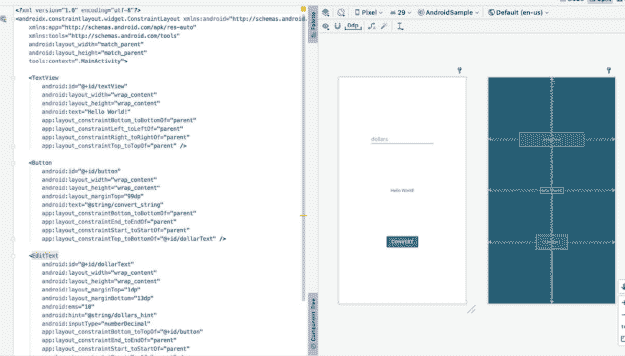 <?xml version="1.0" encoding="utf-8"?>
<androidx.constraintlayout.widget.ConstraintLayout xmlns:android="http://schemas.android.
xmlns:app="http://schemas.android.com/apk/res-auto"
xmlns:tools="http://schemas.android.com/tools"
android:layout_width="match_parent"
android:layout_height="match_parent"
tools:context=".MainActivity">
<TextView
android:id="@+id/textView"
android:layout_width="wrap_content"
android:layout_height="wrap_content"
android:text="Hello World!"
app:layout_constraintBottom_toBottomOf="parent"
app:layout_constraintLeft_toLeftOf="parent"
app:layout_constraintRight_toRightOf="parent"
app:layout_constraintTop_toTopOf="parent" />
<Button
android:id="@+id/button"
android:layout_width="wrap_content"
android:layout_height="wrap_content"
android:layout_marginTop="99dp"
android:text="@string/convert_string"
app:layout_constraintBottom_toBottomOf="parent"
app:layout_constraintEnd_toEndOf="parent"
app:layout_constraintStart_toStartOf="parent"
app:layout_constraintTop_toBottomOf="@+id/dollarText" />
<EditText
android:id="@+id/dollarText"
android:layout_width="wrap_content"
android:layout_height="wrap_content"
android:layout_marginTop="1dp"
android:layout_marginBottom="13dp"
android:ems="10"
android:hint="@string/dollars_hint"
android:inputType="numberDecimal"
app:layout_constraintBottom_toTopOf="@+id/button"
app:layout_constraintEnd_toEndOf="parent"
app:layout_constraintStart_toStartOf="parent"
Palette
Component Tree
Pixel
29
AndroidSample
Default (en-us)
0dp
dollars
Hello World!
CONVERT